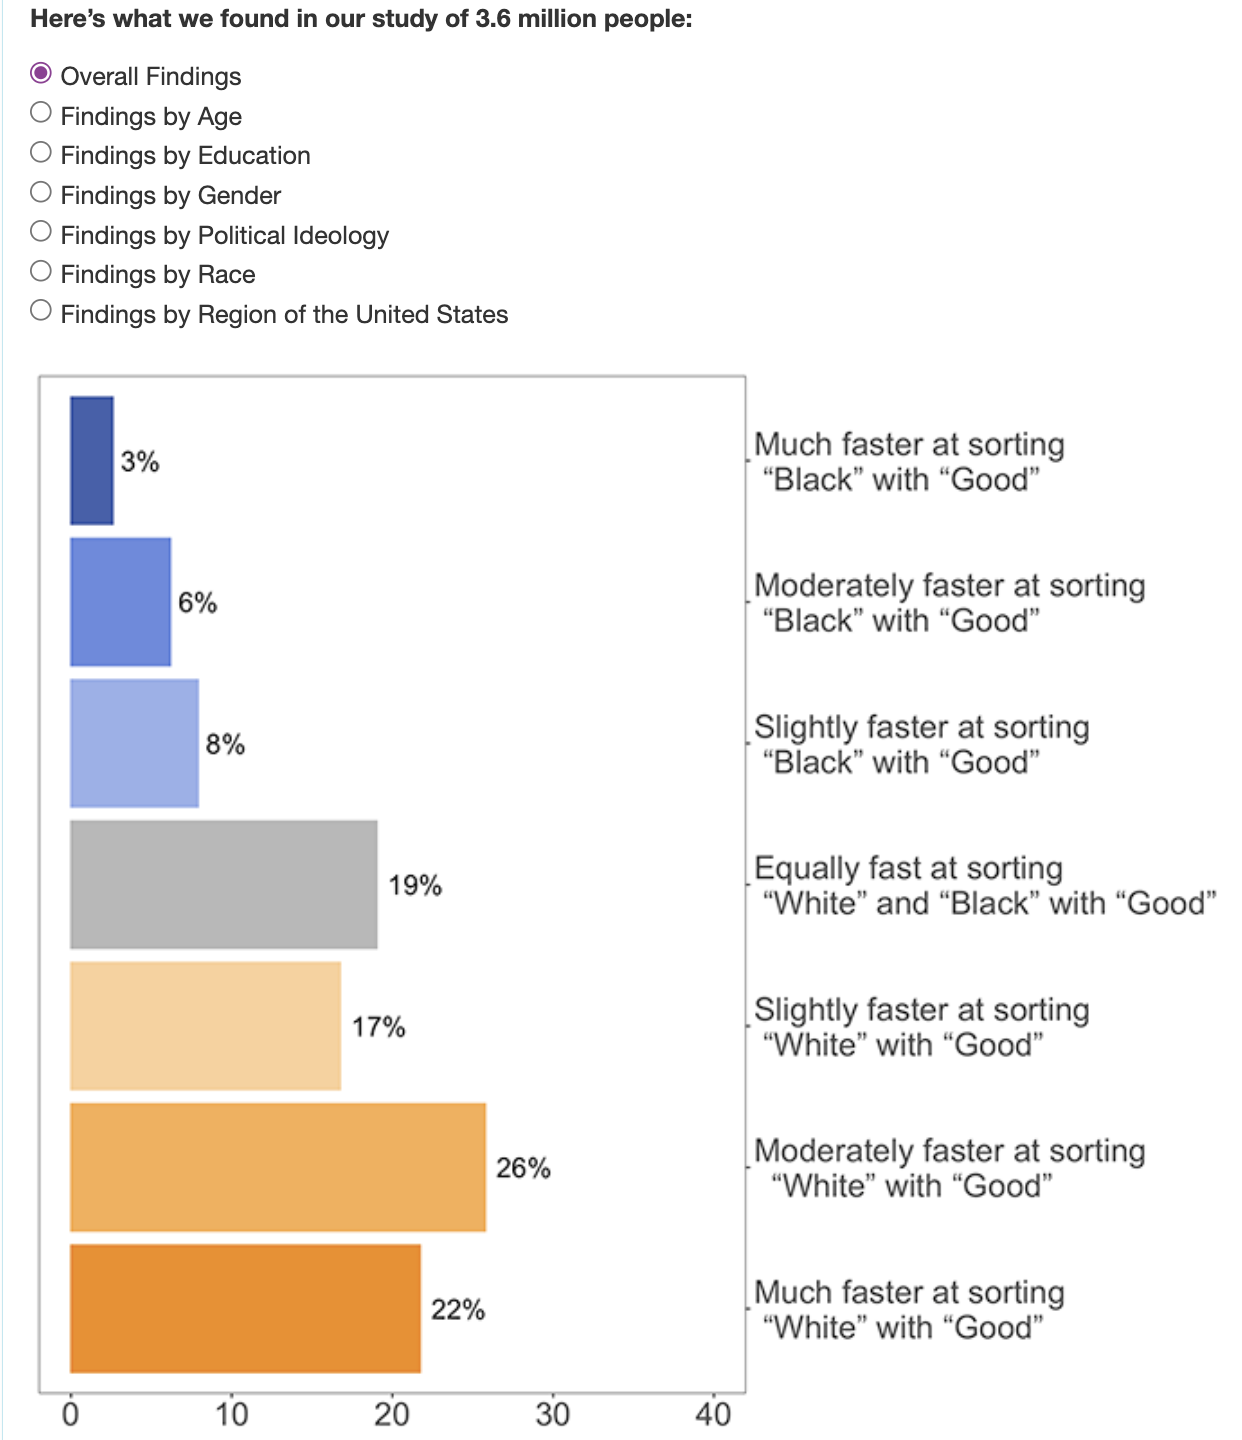 Here’s what we found in our study of 3.6 million people:
Overall Findings
Findings by Age
Findings by Education
Findings by Gender
Findings by Political Ideology
Findings by Race
Findings by Region of the United States
3%
Much faster at sorting
“Black” with “Good”
6%
Moderately faster at sorting
“Black” with “Good”
8%
Slightly faster at sorting
“Black” with “Good”
19%
Equally fast at sorting
“White” and “Black” with “Good”
17%
Slightly faster at sorting
“White” with “Good”
26%
Moderately faster at sorting
“White” with “Good”
22%
Much faster at sorting
“White” with “Good”
0 10 20 30 40